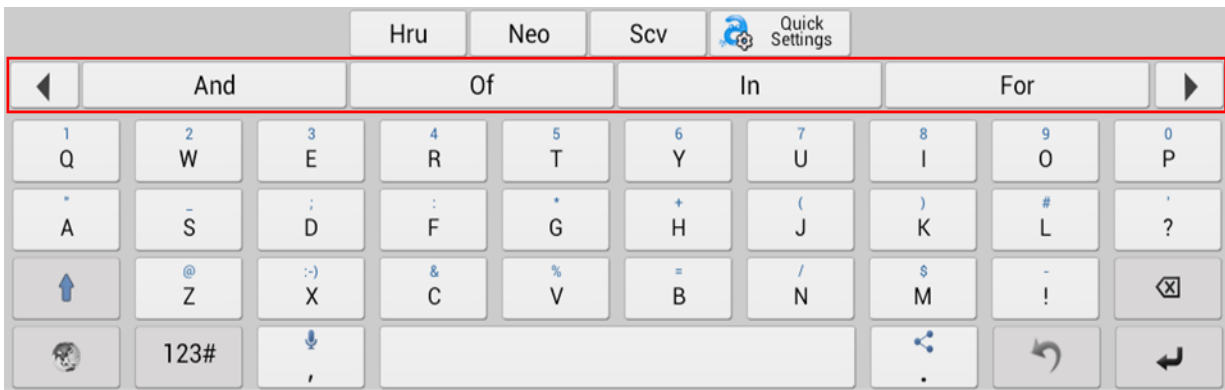 Hru Neo Scv Quick Settings
And Of In For
1 2 3 4 5 6 7 8 9 0
Q W E R T Y U I O P
" _ ; : * + ( ) # '
A S D F G H J K L ?
@ :-) & % = / $ -
Z X C V B N M !
123# , .